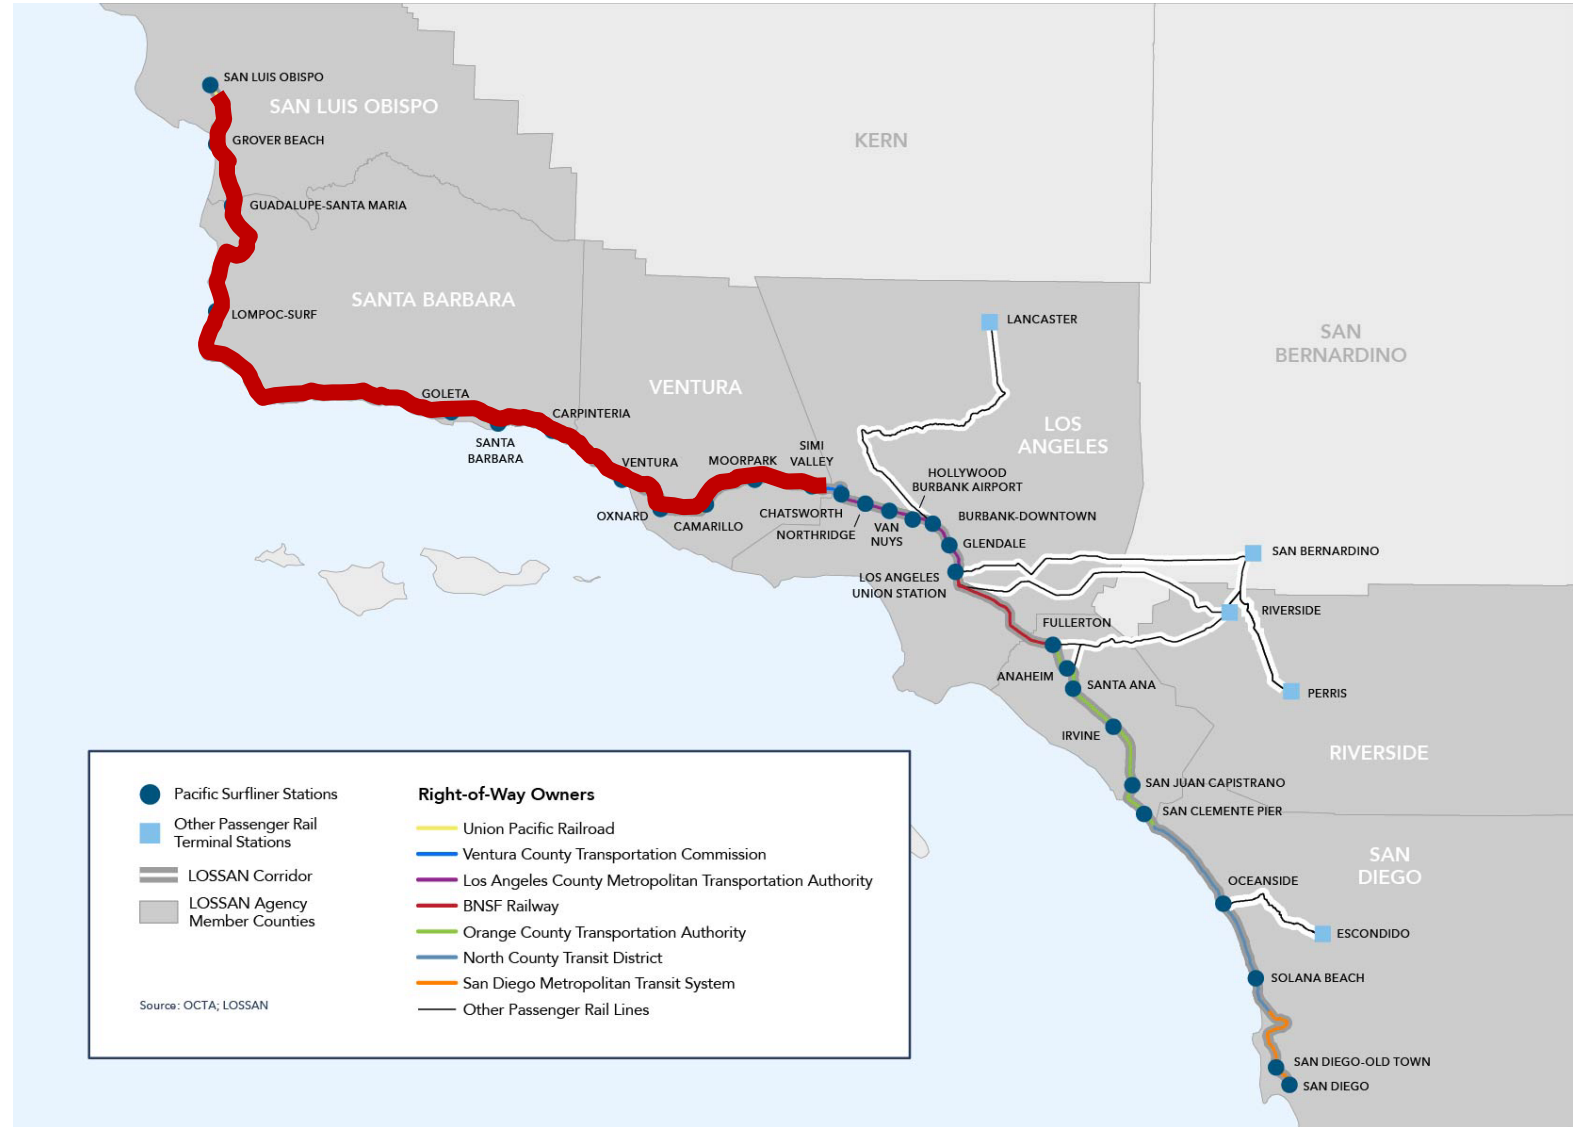 SAN LUIS OBISPO
SAN LUIS OBISPO
GROVER BEACH
KERN
GUADALUPE-SANTA MARIA
SANTA BARBARA
LOMPOC-SURF
LANCASTER
SAN
BERNARDINO
VENTURA
GOLETA
CARPINTERIA
SANTA
BARBARA
LOS
ANGELES
SIMI
VALLEY
VENTURA
MOORPARK
HOLLYWOOD
BURBANK AIRPORT
OXNARD
CAMARILLO
CHATSWORTH
NORTHRIDGE
VAN
NUYS
BURBANK-DOWNTOWN
GLENDALE
LOS ANGELES
UNION STATION
SAN BERNARDINO
RIVERSIDE
FULLERTON
ANAHEIM
SANTA ANA
PERRIS
IRVINE
RIVERSIDE
SAN JUAN CAPISTRANO
SAN CLEMENTE PIER
SAN
DIEGO
OCEANSIDE
ESCONDIDO
SOLANA BEACH
SAN DIEGO-OLD TOWN
SAN DIEGO
Pacific Surfliner Stations
Other Passenger Rail
Terminal Stations
LOSSAN Corridor
LOSSAN Agency
Member Counties
Source: OCTA; LOSSAN
Right-of-Way Owners
Union Pacific Railroad
Ventura County Transportation Commission
Los Angeles County Metropolitan Transportation Authority
BNSF Railway
Orange County Transportation Authority
North County Transit District
San Diego Metropolitan Transit System
Other Passenger Rail Lines